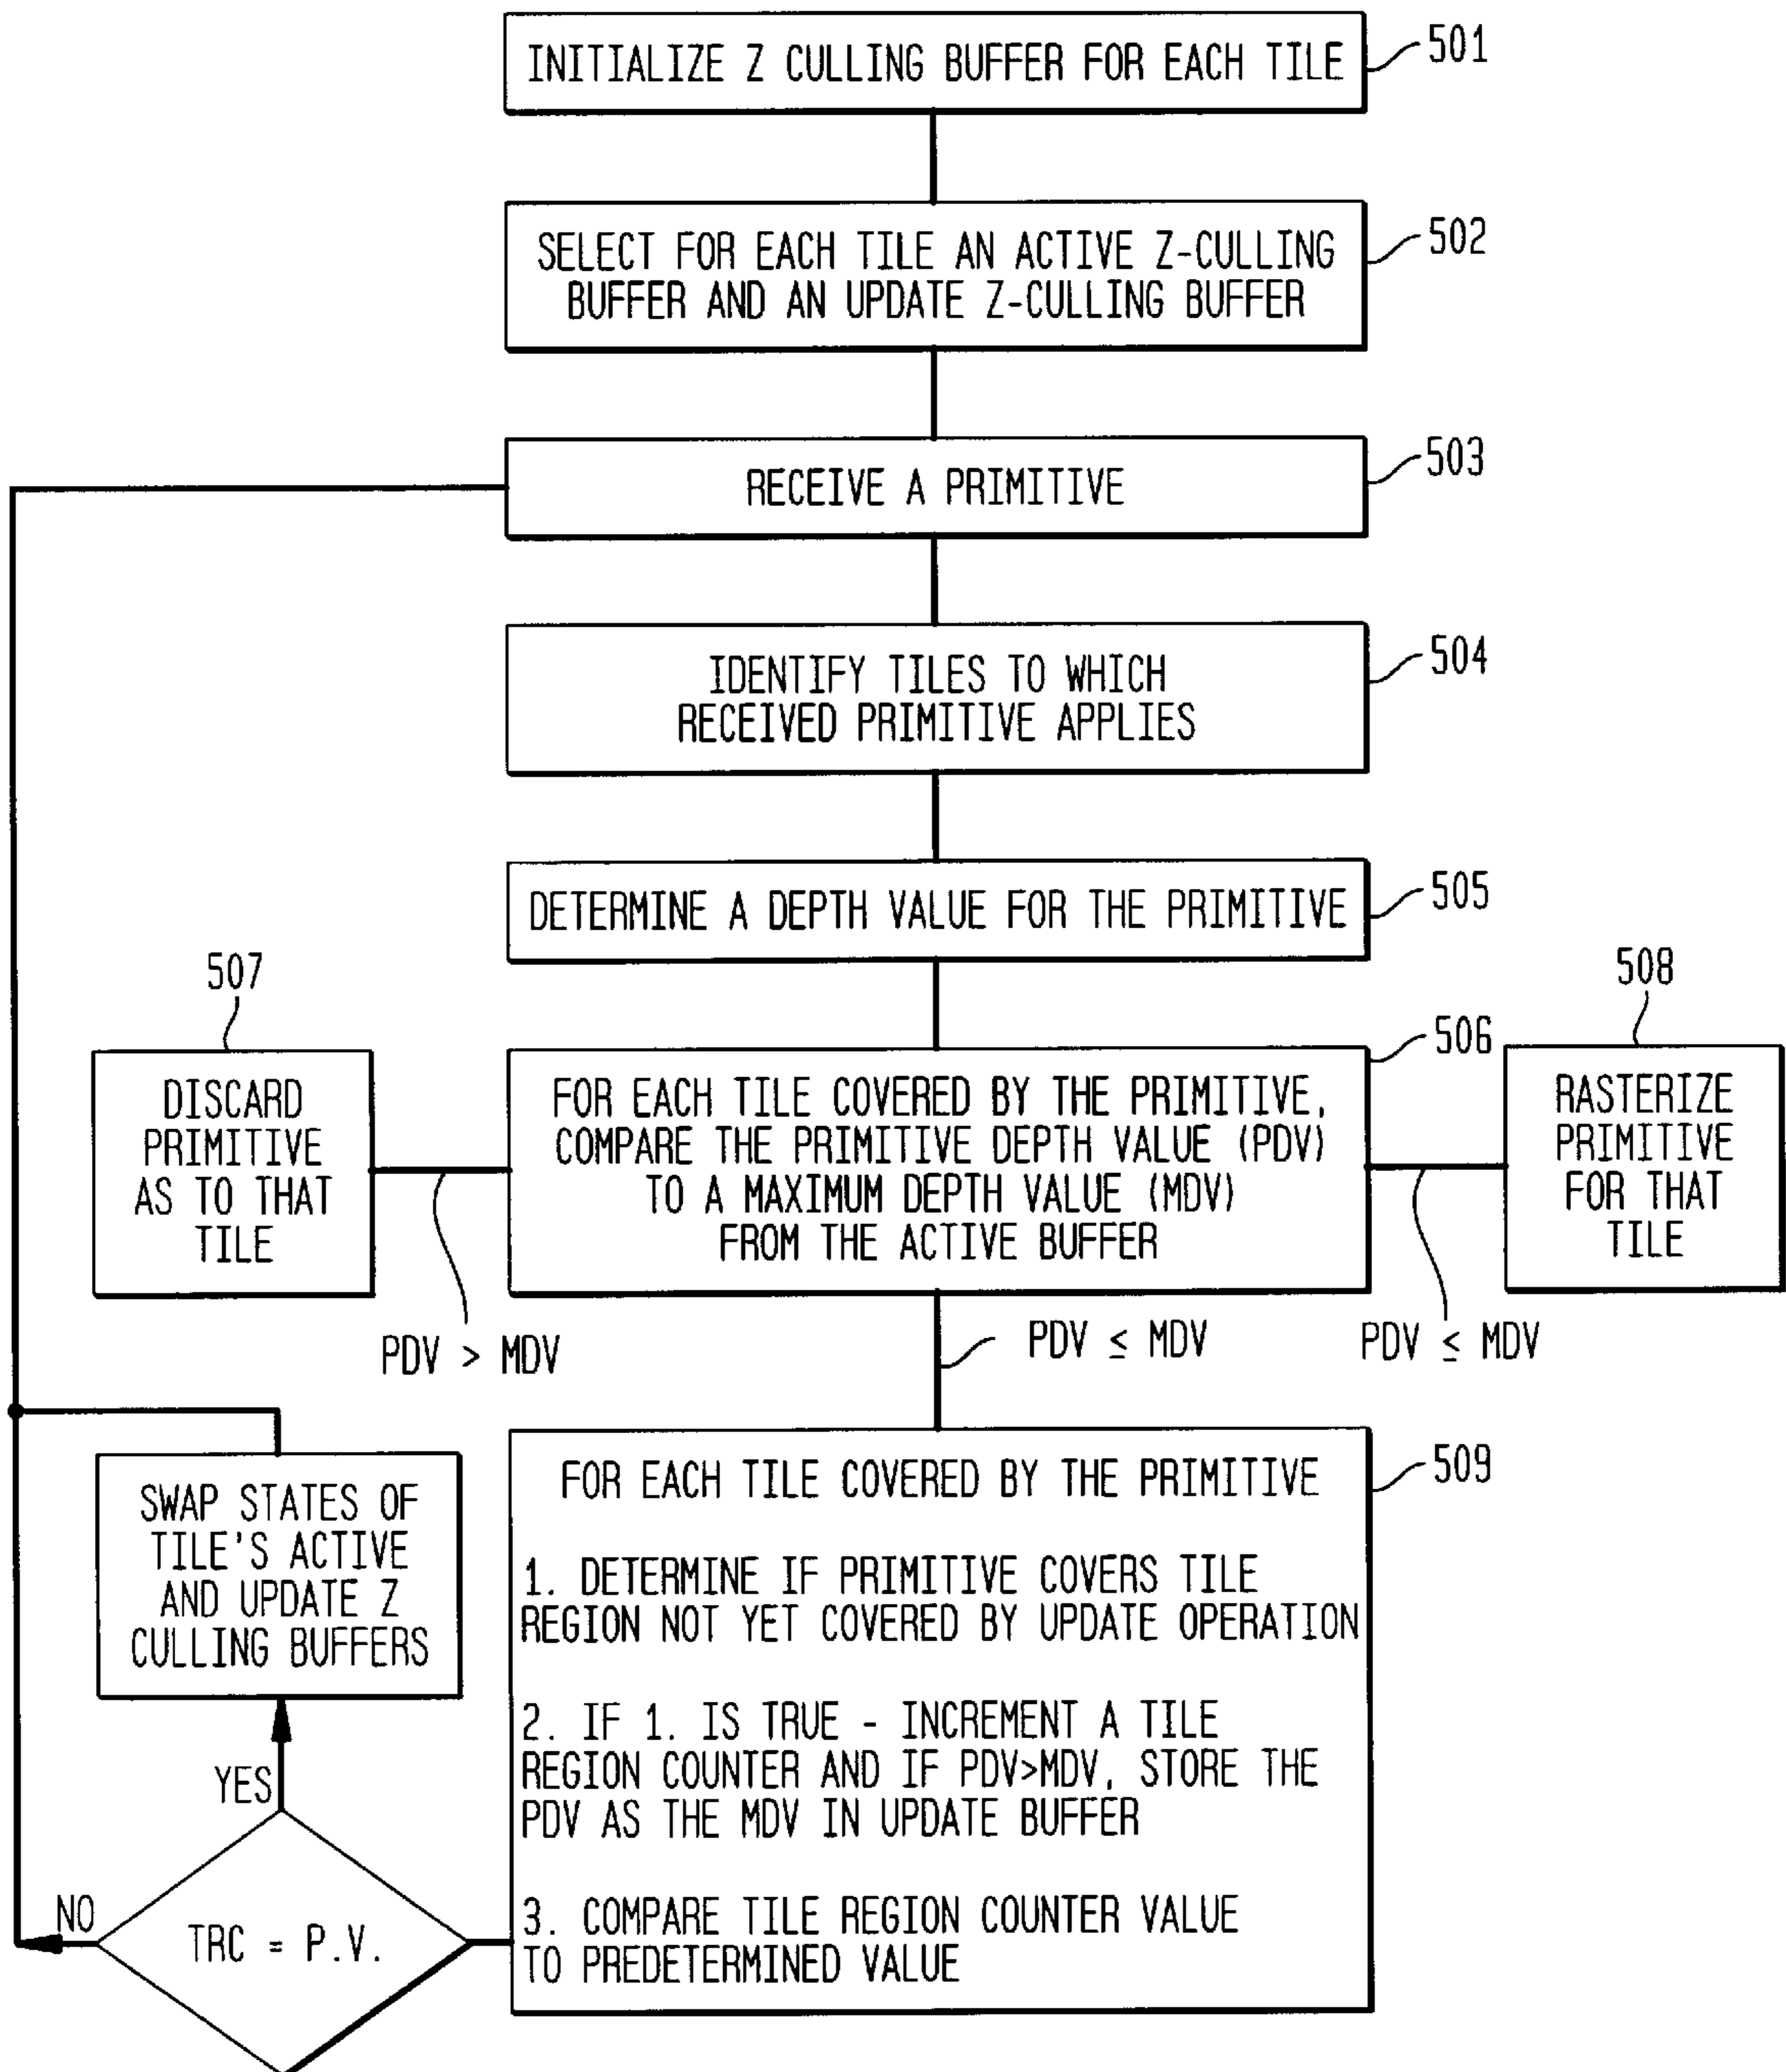 INITIALIZE Z CULLING BUFFER FOR EACH TILE
501
SELECT FOR EACH TILE AN ACTIVE Z-CULLING
BUFFER AND AN UPDATE Z-CULLING BUFFER
502
RECEIVE A PRIMITIVE
503
IDENTIFY TILES TO WHICH
RECEIVED PRIMITIVE APPLIES
504
DETERMINE A DEPTH VALUE FOR THE PRIMITIVE
505
507
DISCARD
PRIMITIVE
AS TO THAT
TILE
FOR EACH TILE COVERED BY THE PRIMITIVE,
COMPARE THE PRIMITIVE DEPTH VALUE (PDV)
TO A MAXIMUM DEPTH VALUE (MDV)
FROM THE ACTIVE BUFFER
506
508
RASTERIZE
PRIMITIVE
FOR THAT
TILE
PDV > MDV
PDV ≤ MDV
PDV ≤ MDV
SWAP STATES OF
TILE'S ACTIVE
AND UPDATE Z
CULLING BUFFERS
FOR EACH TILE COVERED BY THE PRIMITIVE
1. DETERMINE IF PRIMITIVE COVERS TILE
REGION NOT YET COVERED BY UPDATE OPERATION
2. IF 1. IS TRUE - INCREMENT A TILE
REGION COUNTER AND IF PDV>MDV, STORE THE
PDV AS THE MDV IN UPDATE BUFFER
3. COMPARE TILE REGION COUNTER VALUE
TO PREDETERMINED VALUE
509
YES
NO
TRC = P.V.